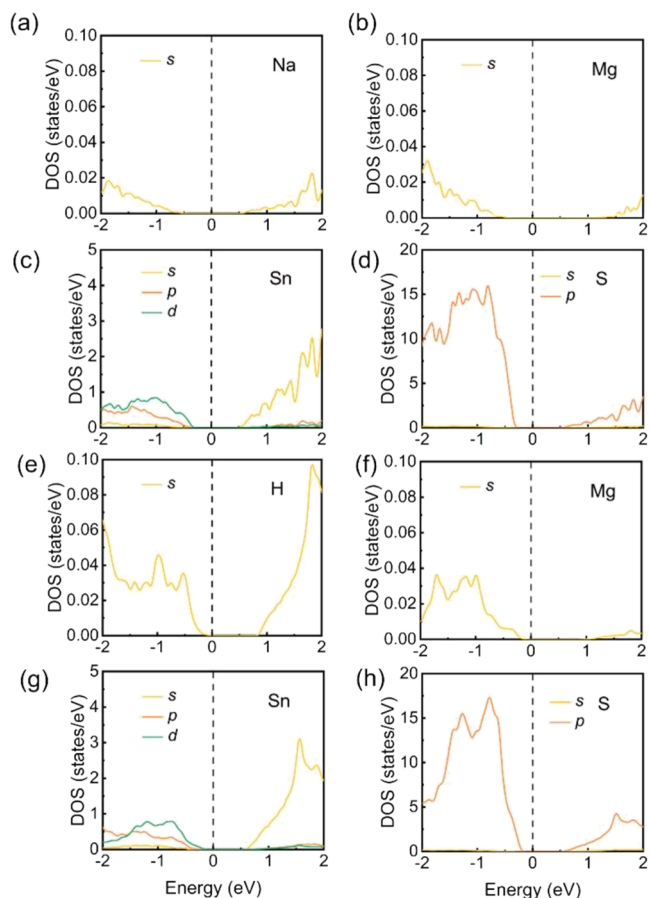 (a)
(b)
0.10
0.08
0.06
0.04
0.02
0.00
DOS (states/eV)
s
Na
-2 -1 0 1 2
0.10
0.08
0.06
0.04
0.02
0.00
DOS (states/eV)
s
Mg
-2 -1 0 1 2
(c)
(d)
5
4
3
2
1
0
DOS (states/eV)
s
p
d
Sn
-2 -1 0 1 2
20
15
10
5
0
DOS (states/eV)
s
p
S
-2 -1 0 1 2
(e)
(f)
0.10
0.08
0.06
0.04
0.02
0.00
DOS (states/eV)
s
H
-2 -1 0 1 2
0.10
0.08
0.06
0.04
0.02
0.00
DOS (states/eV)
s
Mg
-2 -1 0 1 2
(g)
(h)
5
4
3
2
1
0
DOS (states/eV)
s
p
d
Sn
-2 -1 0 1 2
Energy (eV)
20
15
10
5
0
DOS (states/eV)
s
p
S
-2 -1 0 1 2
Energy (eV)